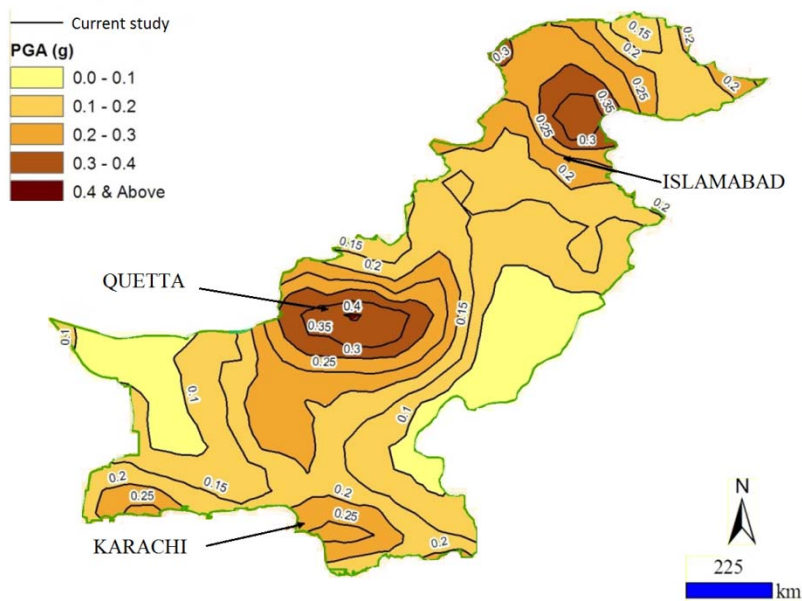 Current study
PGA (g)
0.0 - 0.1
0.1 - 0.2
0.2 - 0.3
0.3 - 0.4
0.4 & Above
0.15
0.2
0.3
0.2
0.25
0.35
0.25
0.3
0.2
ISLAMABAD
0.2
0.15
0.2
QUETTA
0.4
0.15
0.35
0.1
0.3
0.25
0.1
0.1
0.2
0.15
0.2
0.25
0.25
N
KARACHI
0.2
225
km